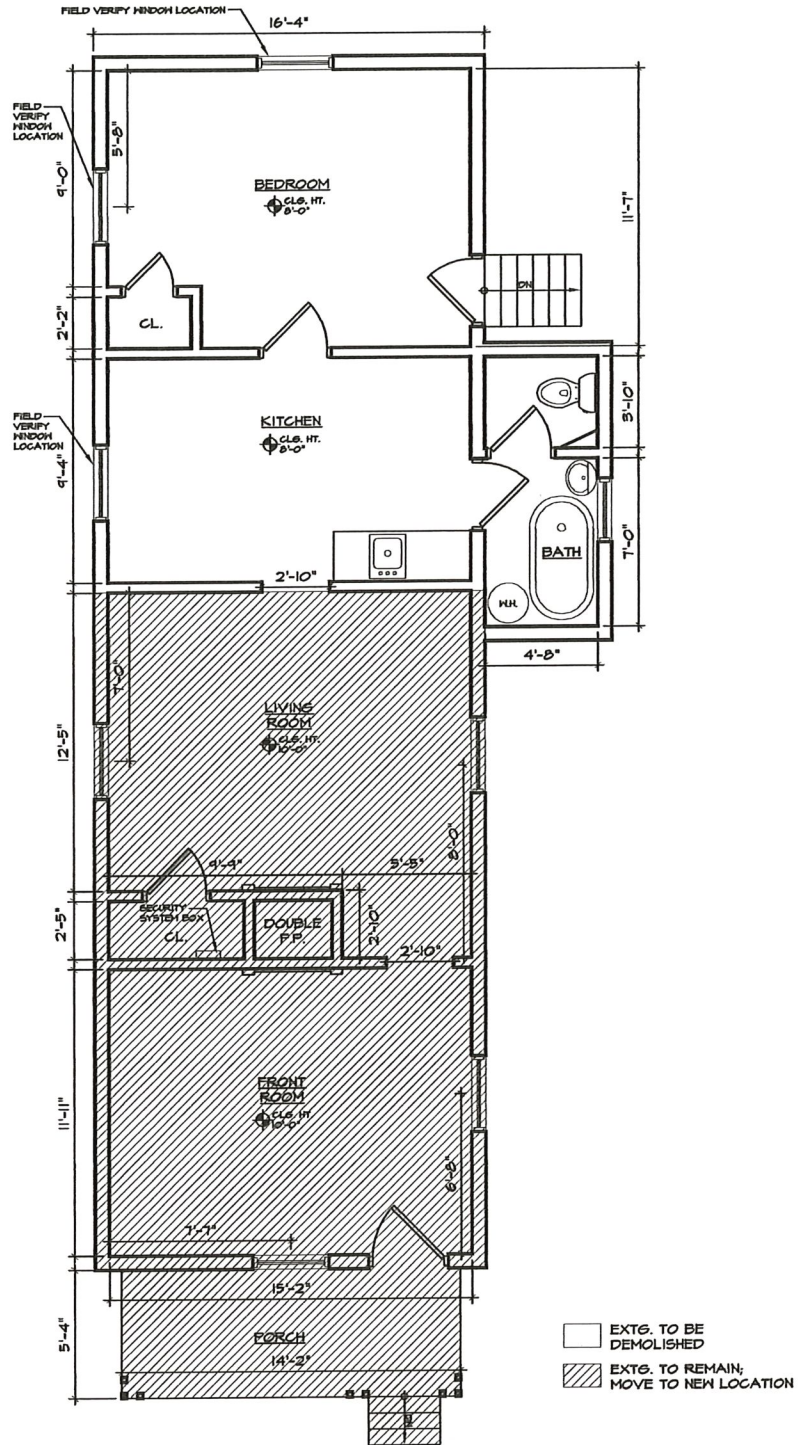 FIELD VERIFY WINDOW LOCATION
16'-4"
FIELD
VERIFY
WINDOW
LOCATION
5'-8"
9'-0"
BEDROOM
CLG. HT.
8'-0"
11'-7"
DN
CL.
2'-2"
KITCHEN
CLG. HT.
8'-0"
3'-10"
FIELD
VERIFY
WINDOW
LOCATION
9'-4"
BATH
7'-0"
2'-10"
W.H.
4'-8"
7'-0"
LIVING
ROOM
CLG. HT.
10'-0"
12'-5"
8'-0"
9'-9"
5'-5"
SECURITY
SYSTEM BOX
CL.
DOUBLE
F.P.
2'-10"
2'-5"
2'-10"
FRONT
ROOM
CLG. HT
10'-0"
11'-11"
6'-8"
7'-7"
15'-2"
5'-4"
PORCH
14'-2"
EXTG. TO BE
DEMOLISHED
EXTG. TO REMAIN;
MOVE TO NEW LOCATION